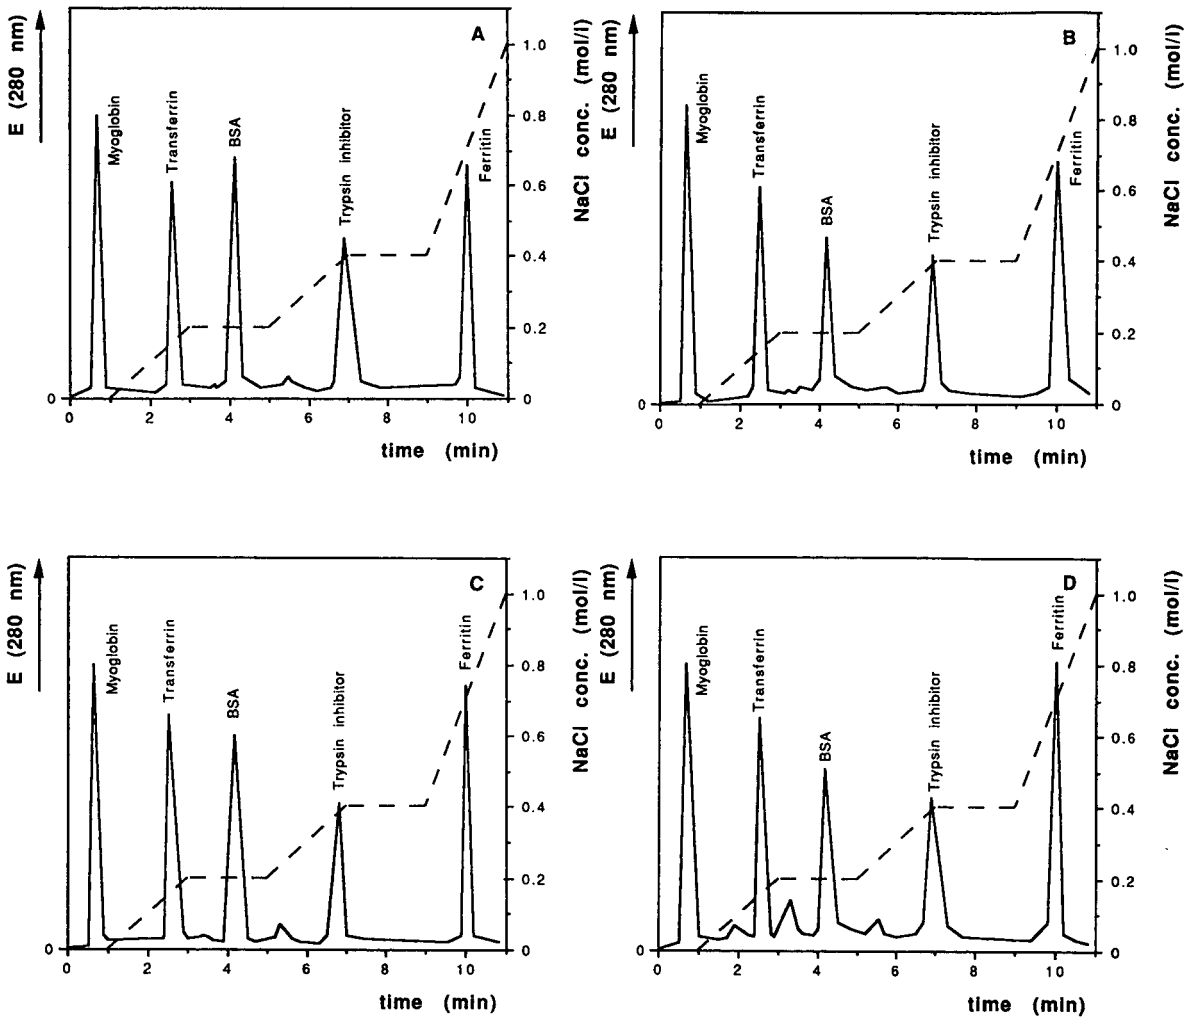 A
E (280 nm)
NaCl conc. (mol/l)
Myoglobin
Transferrin
BSA
Trypsin inhibitor
Ferritin
1.0
0.8
0.6
0.4
0.2
0
0
0 2 4 6 8 10
time (min)
B
E (280 nm)
NaCl conc. (mol/l)
Myoglobin
Transferrin
BSA
Trypsin inhibitor
Ferritin
1.0
0.8
0.6
0.4
0.2
0
0
0 2 4 6 8 10
time (min)
C
E (280 nm)
NaCl conc. (mol/l)
Myoglobin
Transferrin
BSA
Trypsin inhibitor
Ferritin
1.0
0.8
0.6
0.4
0.2
0
0
0 2 4 6 8 10
time (min)
D
E (280 nm)
NaCl conc. (mol/l)
Myoglobin
Transferrin
BSA
Trypsin inhibitor
Ferritin
1.0
0.8
0.6
0.4
0.2
0
0
0 2 4 6 8 10
time (min)